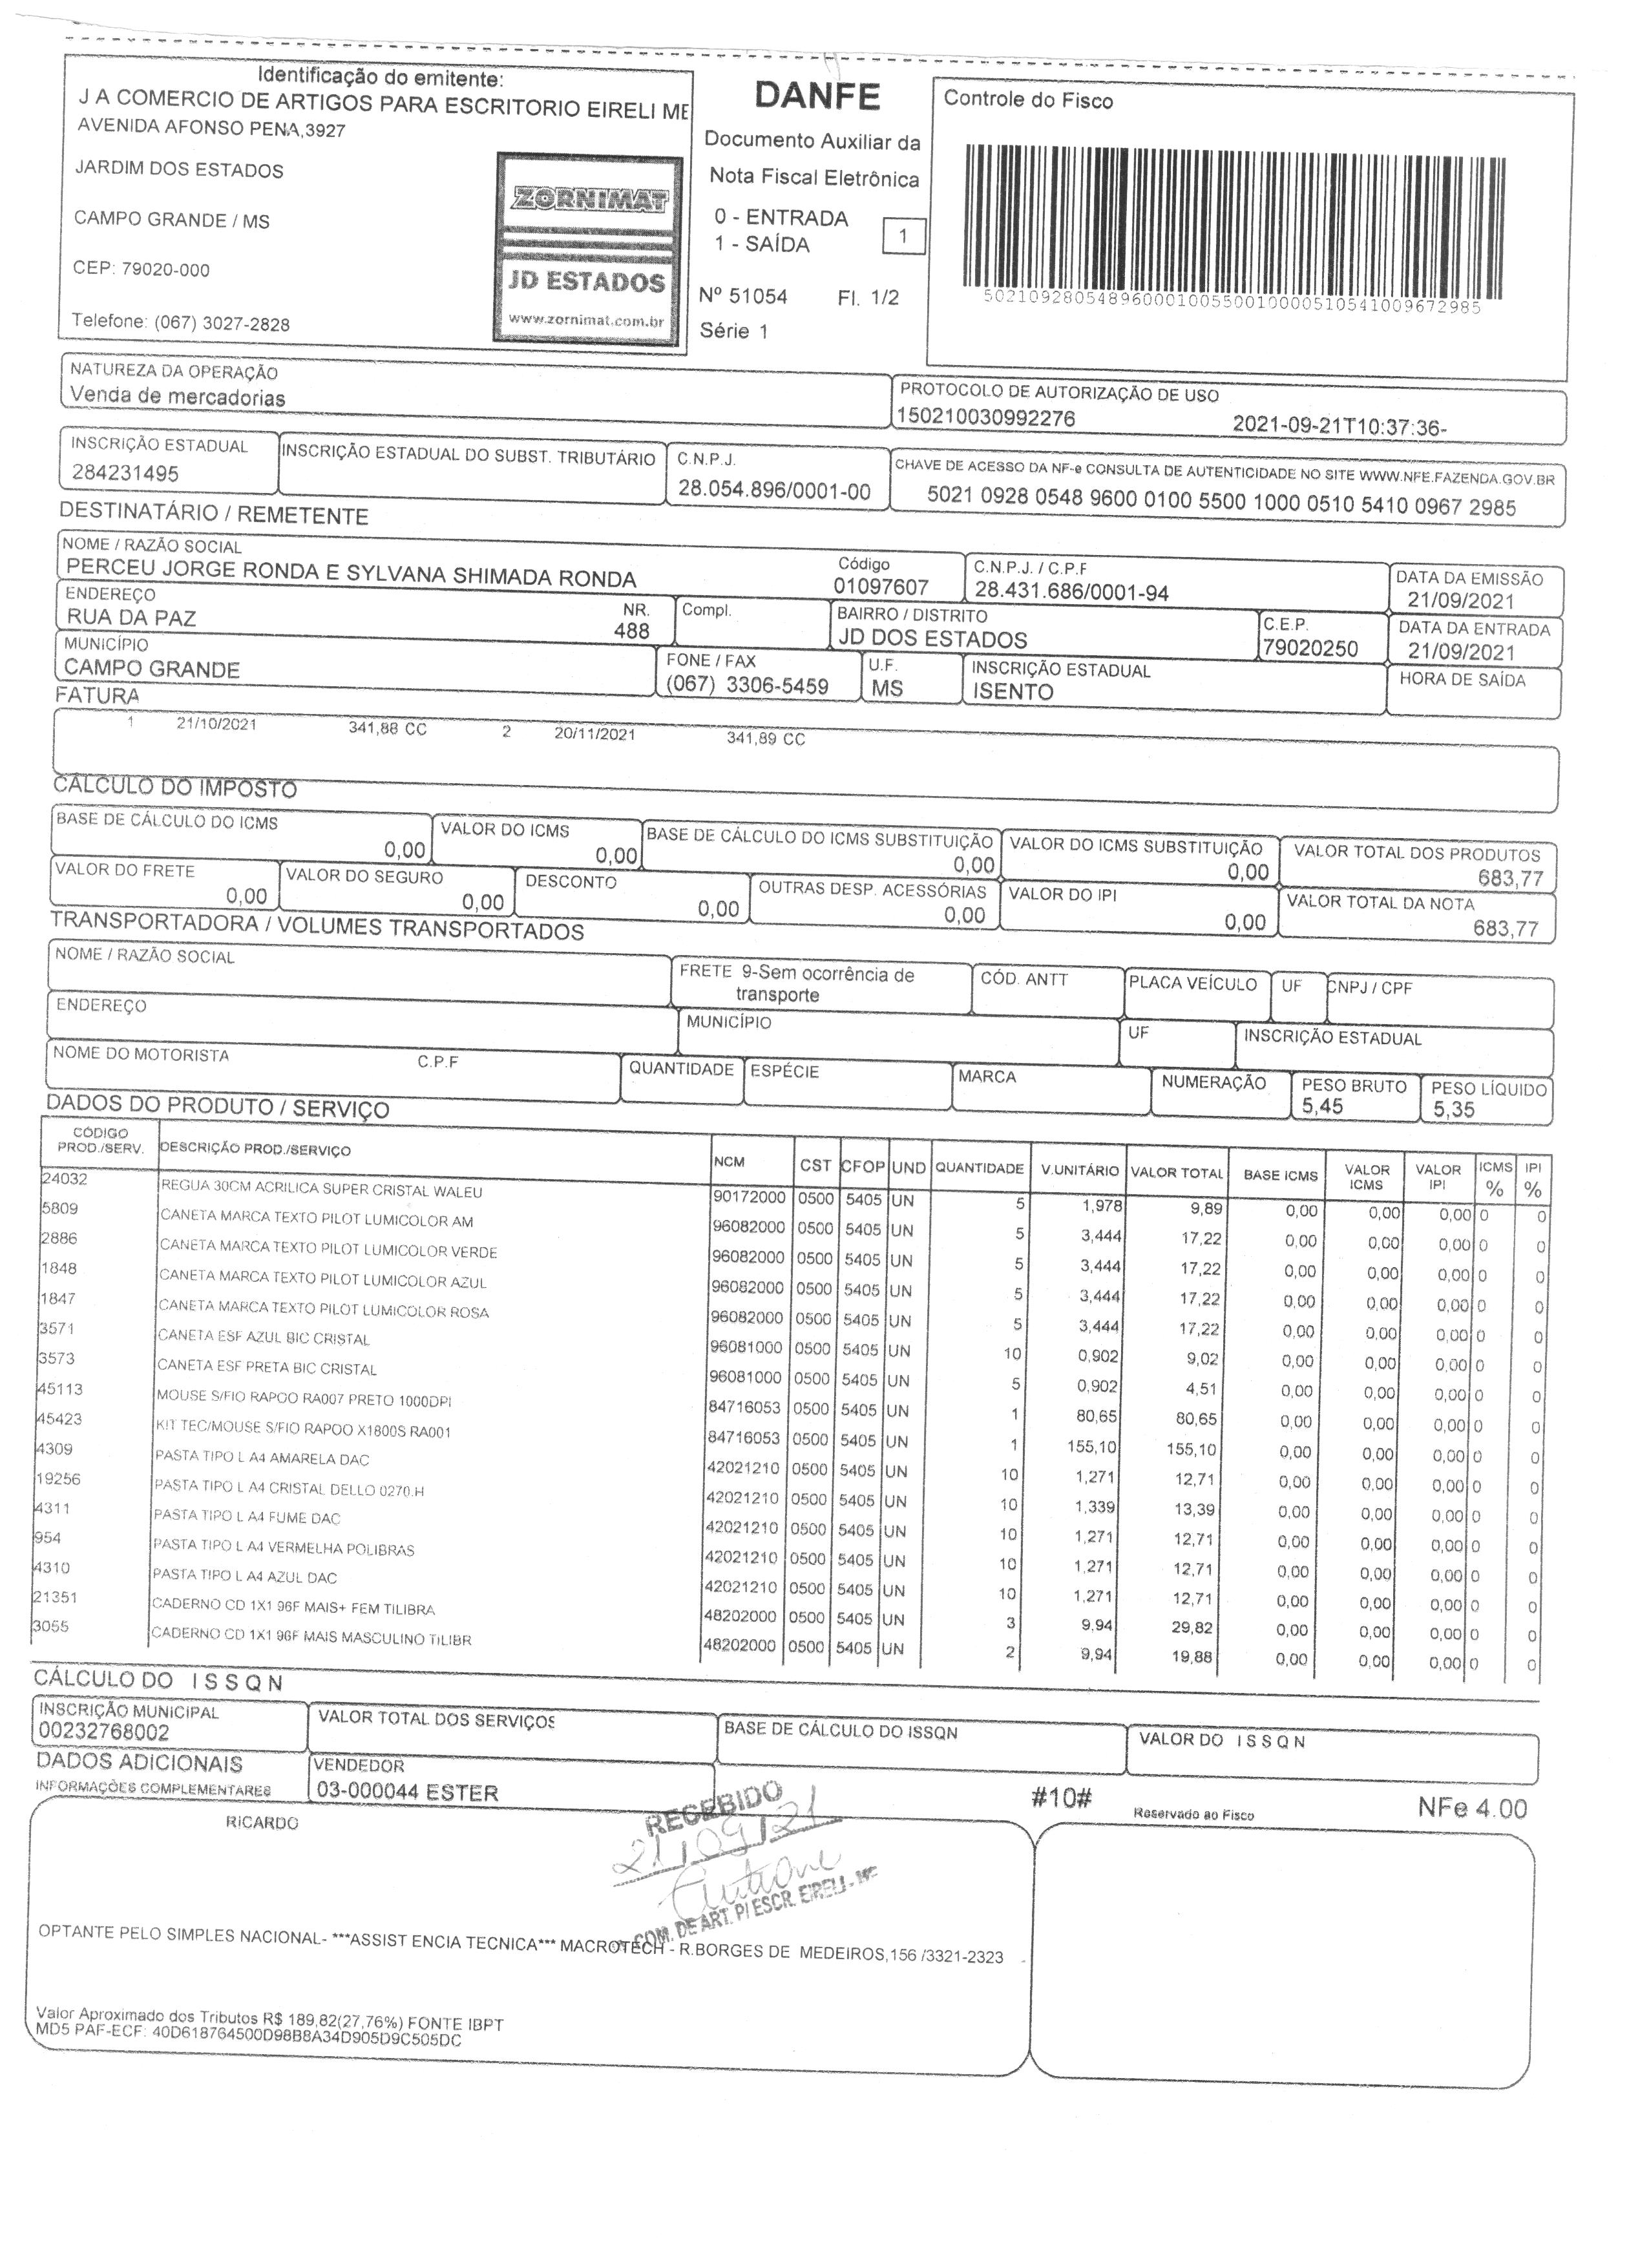 Identificação do emitente:
J A COMERCIO DE ARTIGOS PARA ESCRITORIO EIRELI ME
AVENIDA AFONSO PENA,3927
JARDIM DOS ESTADOS
CAMPO GRANDE / MS
CEP: 79020-000
Telefone: (067) 3027-2828
ZORNIMAT
JD ESTADOS
www.zornimat.com.br
DANFE
Documento Auxiliar da
Nota Fiscal Eletrônica
0 - ENTRADA
1 - SAÍDA
1
Nº 51054 Fl. 1/2
Série 1
Controle do Fisco
50210928054896000100550010000510541009672985
NATUREZA DA OPERAÇÃO
Venda de mercadorias
PROTOCOLO DE AUTORIZAÇÃO DE USO
150210030992276 2021-09-21T10:37:36-
INSCRIÇÃO ESTADUAL
284231495
INSCRIÇÃO ESTADUAL DO SUBST. TRIBUTÁRIO
C.N.P.J.
28.054.896/0001-00
CHAVE DE ACESSO DA NF-e CONSULTA DE AUTENTICIDADE NO SITE WWW.NFE.FAZENDA.GOV.BR
5021 0928 0548 9600 0100 5500 1000 0510 5410 0967 2985
DESTINATÁRIO / REMETENTE
NOME / RAZÃO SOCIAL
PERCEU JORGE RONDA E SYLVANA SHIMADA RONDA
Código
01097607
C.N.P.J. / C.P.F
28.431.686/0001-94
DATA DA EMISSÃO
21/09/2021
ENDEREÇO
RUA DA PAZ
NR.
488
Compl.
BAIRRO / DISTRITO
JD DOS ESTADOS
C.E.P.
79020250
DATA DA ENTRADA
21/09/2021
MUNICÍPIO
CAMPO GRANDE
FONE / FAX
(067) 3306-5459
U.F.
MS
INSCRIÇÃO ESTADUAL
ISENTO
HORA DE SAÍDA
FATURA
1 21/10/2021 341,88 CC 2 20/11/2021 341,89 CC
CÁLCULO DO IMPOSTO
BASE DE CÁLCULO DO ICMS
0,00
VALOR DO ICMS
0,00
BASE DE CÁLCULO DO ICMS SUBSTITUIÇÃO
0,00
VALOR DO ICMS SUBSTITUIÇÃO
0,00
VALOR TOTAL DOS PRODUTOS
683,77
VALOR DO FRETE
0,00
VALOR DO SEGURO
0,00
DESCONTO
0,00
OUTRAS DESP. ACESSÓRIAS
0,00
VALOR DO IPI
0,00
VALOR TOTAL DA NOTA
683,77
TRANSPORTADORA / VOLUMES TRANSPORTADOS
NOME / RAZÃO SOCIAL
FRETE 9-Sem ocorrência de
transporte
CÓD. ANTT
PLACA VEÍCULO
UF
CNPJ / CPF
ENDEREÇO
MUNICÍPIO
UF
INSCRIÇÃO ESTADUAL
NOME DO MOTORISTA C.P.F
QUANTIDADE
ESPÉCIE
MARCA
NUMERAÇÃO
PESO BRUTO
5,45
PESO LÍQUIDO
5,35
DADOS DO PRODUTO / SERVIÇO
CÓDIGO PROD./SERV. DESCRIÇÃO PROD./SERVIÇO NCM CST CFOP UND QUANTIDADE V.UNITÁRIO VALOR TOTAL BASE ICMS VALOR ICMS VALOR IPI ICMS % IPI %
24032 REGUA 30CM ACRILICA SUPER CRISTAL WALEU 90172000 0500 5405 UN 5 1,978 9,89 0,00 0,00 0,00 0 0
5809 CANETA MARCA TEXTO PILOT LUMICOLOR AM 96082000 0500 5405 UN 5 3,444 17,22 0,00 0,00 0,00 0 0
2886 CANETA MARCA TEXTO PILOT LUMICOLOR VERDE 96082000 0500 5405 UN 5 3,444 17,22 0,00 0,00 0,00 0 0
1848 CANETA MARCA TEXTO PILOT LUMICOLOR AZUL 96082000 0500 5405 UN 5 3,444 17,22 0,00 0,00 0,00 0 0
1847 CANETA MARCA TEXTO PILOT LUMICOLOR ROSA 96082000 0500 5405 UN 5 3,444 17,22 0,00 0,00 0,00 0 0
3571 CANETA ESF AZUL BIC CRISTAL 96081000 0500 5405 UN 10 0,902 9,02 0,00 0,00 0,00 0 0
3573 CANETA ESF PRETA BIC CRISTAL 96081000 0500 5405 UN 5 0,902 4,51 0,00 0,00 0,00 0 0
45113 MOUSE S/FIO RAPOO RA007 PRETO 1000DPI 84716053 0500 5405 UN 1 80,65 80,65 0,00 0,00 0,00 0 0
45423 KIT TEC/MOUSE S/FIO RAPOO X1800S RA001 84716053 0500 5405 UN 1 155,10 155,10 0,00 0,00 0,00 0 0
4309 PASTA TIPO L A4 AMARELA DAC 42021210 0500 5405 UN 10 1,271 12,71 0,00 0,00 0,00 0 0
19256 PASTA TIPO L A4 CRISTAL DELLO 0270.H 42021210 0500 5405 UN 10 1,339 13,39 0,00 0,00 0,00 0 0
4311 PASTA TIPO L A4 FUME DAC 42021210 0500 5405 UN 10 1,271 12,71 0,00 0,00 0,00 0 0
954 PASTA TIPO L A4 VERMELHA POLIBRAS 42021210 0500 5405 UN 10 1,271 12,71 0,00 0,00 0,00 0 0
4310 PASTA TIPO L A4 AZUL DAC 42021210 0500 5405 UN 10 1,271 12,71 0,00 0,00 0,00 0 0
21351 CADERNO CD 1X1 96F MAIS+ FEM TILIBRA 48202000 0500 5405 UN 3 9,94 29,82 0,00 0,00 0,00 0 0
3055 CADERNO CD 1X1 96F MAIS MASCULINO TILIBR 48202000 0500 5405 UN 2 9,94 19,88 0,00 0,00 0,00 0 0
CÁLCULO DO I S S Q N
INSCRIÇÃO MUNICIPAL
00232768002
VALOR TOTAL DOS SERVIÇOS
BASE DE CÁLCULO DO ISSQN
VALOR DO I S S Q N
DADOS ADICIONAIS
INFORMAÇÕES COMPLEMENTARES
VENDEDOR
03-000044 ESTER
#10#
Reservado ao Fisco
NFe 4.00
RICARDO
RECEBIDO
21/09/21
COM. DE ART. P/ ESCR. EIRELI - ME
OPTANTE PELO SIMPLES NACIONAL- ***ASSIST ENCIA TECNICA*** MACROTECH - R.BORGES DE MEDEIROS,156 /3321-2323
Valor Aproximado dos Tributos R$ 189,82(27,76%) FONTE IBPT
MD5 PAF-ECF: 40D618764500D98B8A34D905D9C505DC